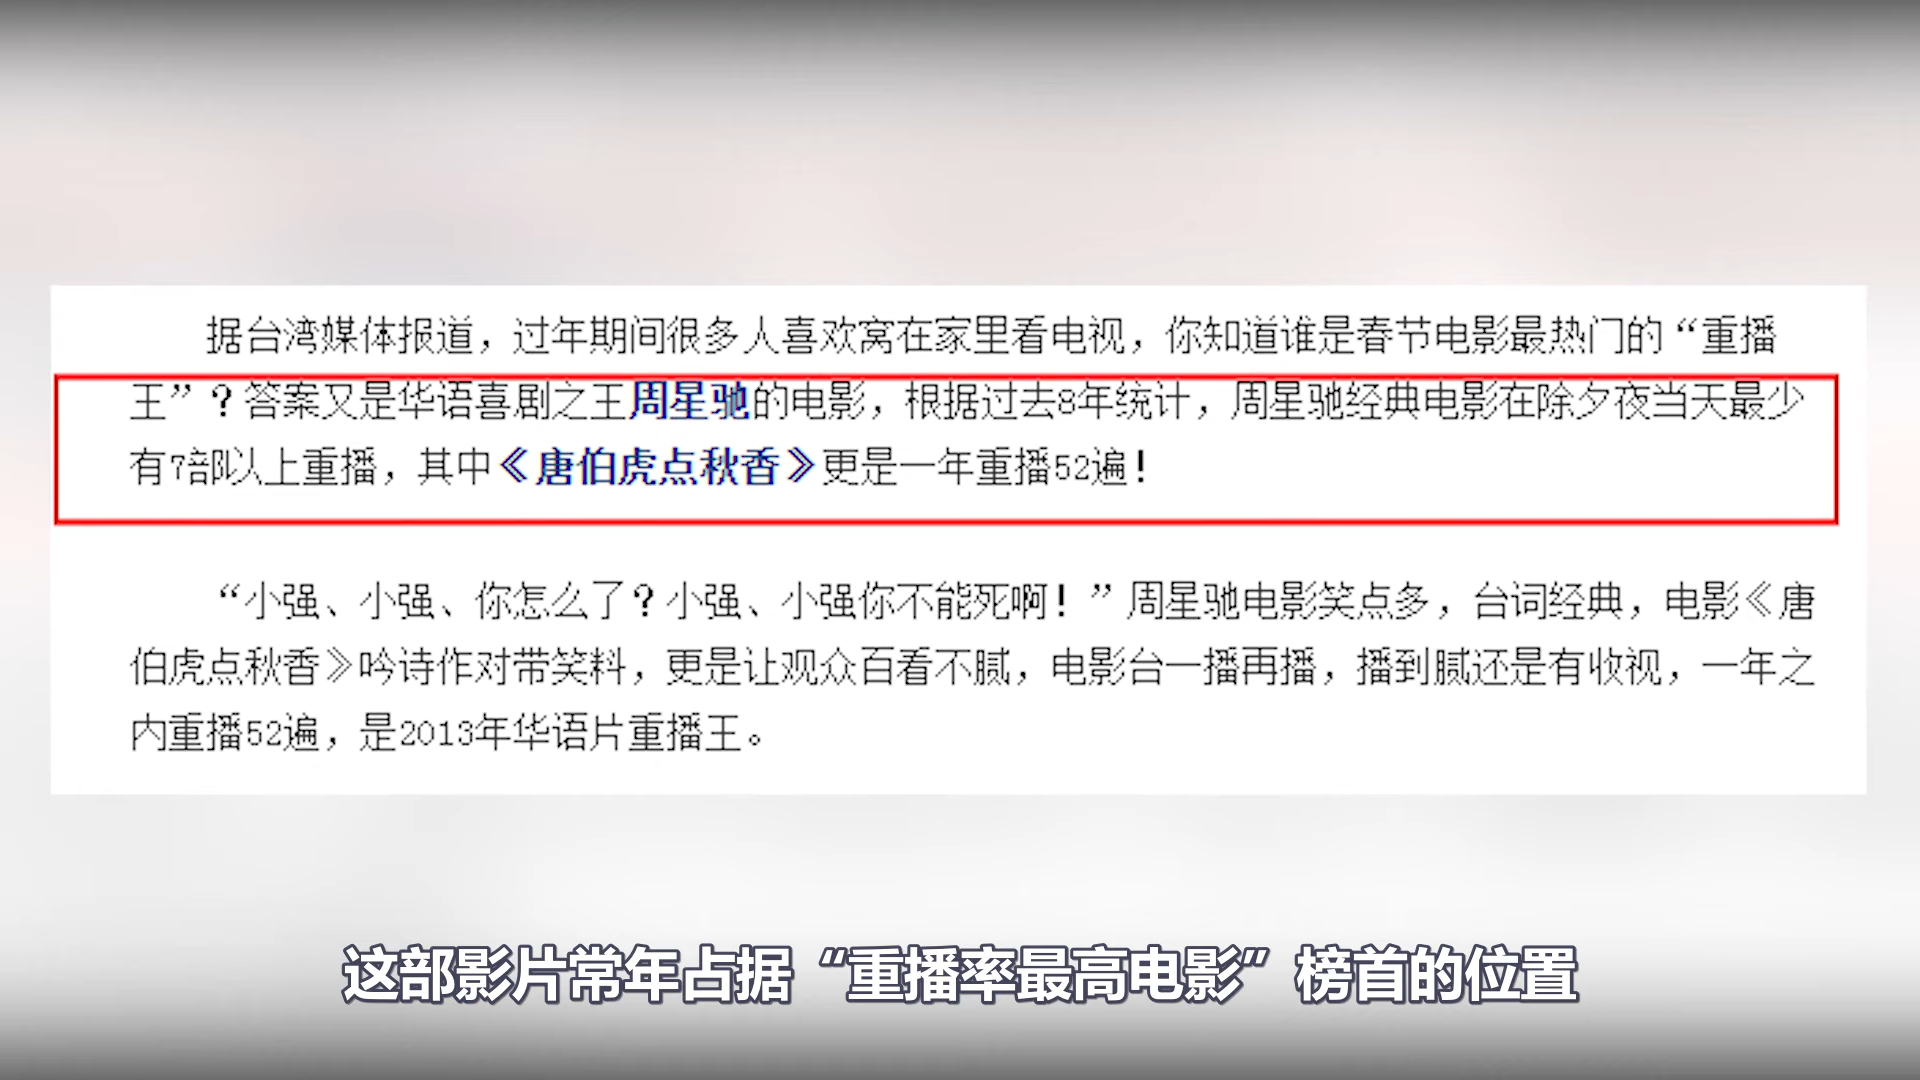 据台湾媒体报道，过年期间很多人喜欢窝在家里看电视，你知道谁是春节电影最热门的“重播
王”？答案又是华语喜剧之王周星驰的电影，根据过去8年统计，周星驰经典电影在除夕夜当天最少
有7部以上重播，其中《唐伯虎点秋香》更是一年重播52遍！
“小强、小强、你怎么了？小强、小强你不能死啊！”周星驰电影笑点多，台词经典，电影《唐
伯虎点秋香》吟诗作对带笑料，更是让观众百看不腻，电影台一播再播，播到腻还是有收视，一年之
内重播52遍，是2013年华语片重播王。
这部影片常年占据“重播率最高电影”榜首的位置